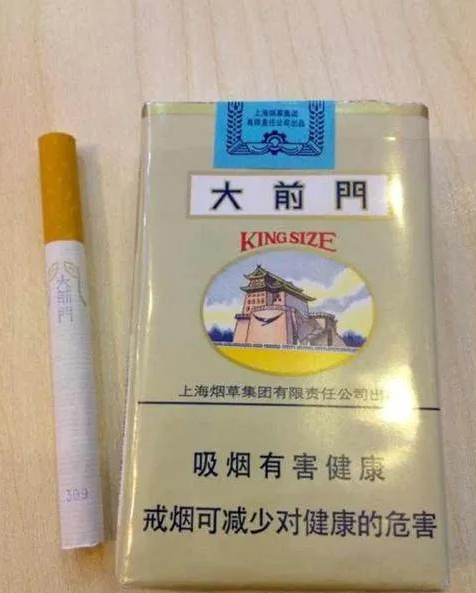 上海烟草集团
有限责任公司出品
大前門
KING SIZE
上海烟草集团有限责任公司出
吸烟有害健康
戒烟可减少对健康的危害
大前門
399